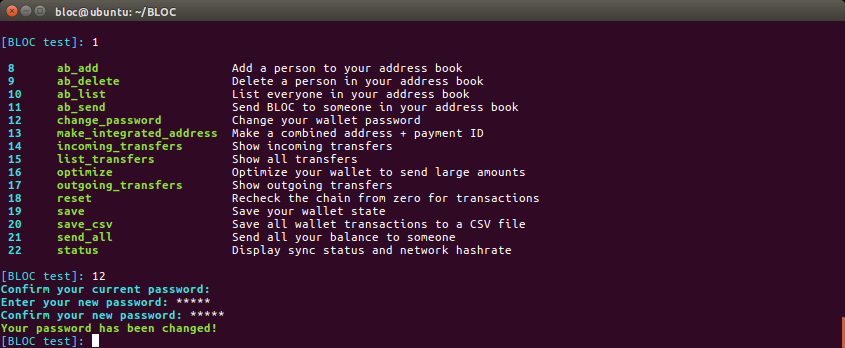 bloc@ubuntu: ~/BLOC
[BLOC test]: 1
8 ab_add Add a person to your address book
9 ab_delete Delete a person in your address book
10 ab_list List everyone in your address book
11 ab_send Send BLOC to someone in your address book
12 change_password Change your wallet password
13 make_integrated_address Make a combined address + payment ID
14 incoming_transfers Show incoming transfers
15 list_transfers Show all transfers
16 optimize Optimize your wallet to send large amounts
17 outgoing_transfers Show outgoing transfers
18 reset Recheck the chain from zero for transactions
19 save Save your wallet state
20 save_csv Save all wallet transactions to a CSV file
21 send_all Send all your balance to someone
22 status Display sync status and network hashrate
[BLOC test]: 12
Confirm your current password:
Enter your new password: *****
Confirm your new password: *****
Your password has been changed!
[BLOC test]: